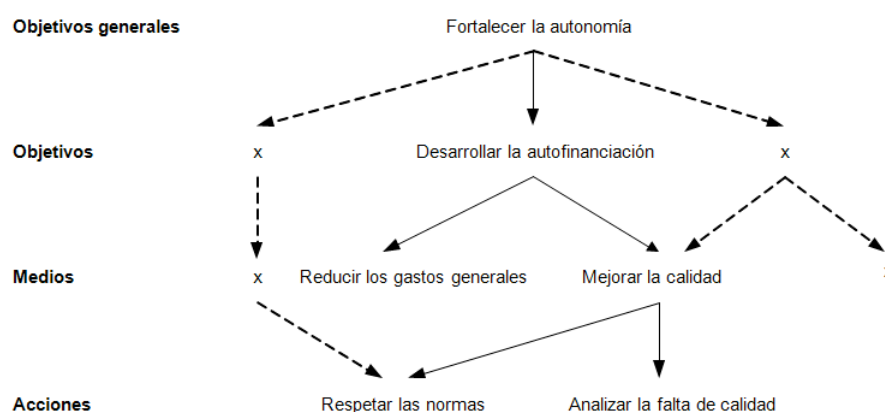 Objetivos generales Fortalecer la autonomía
Objetivos x Desarrollar la autofinanciación x
Medios x Reducir los gastos generales Mejorar la calidad
Acciones Respetar las normas Analizar la falta de calidad